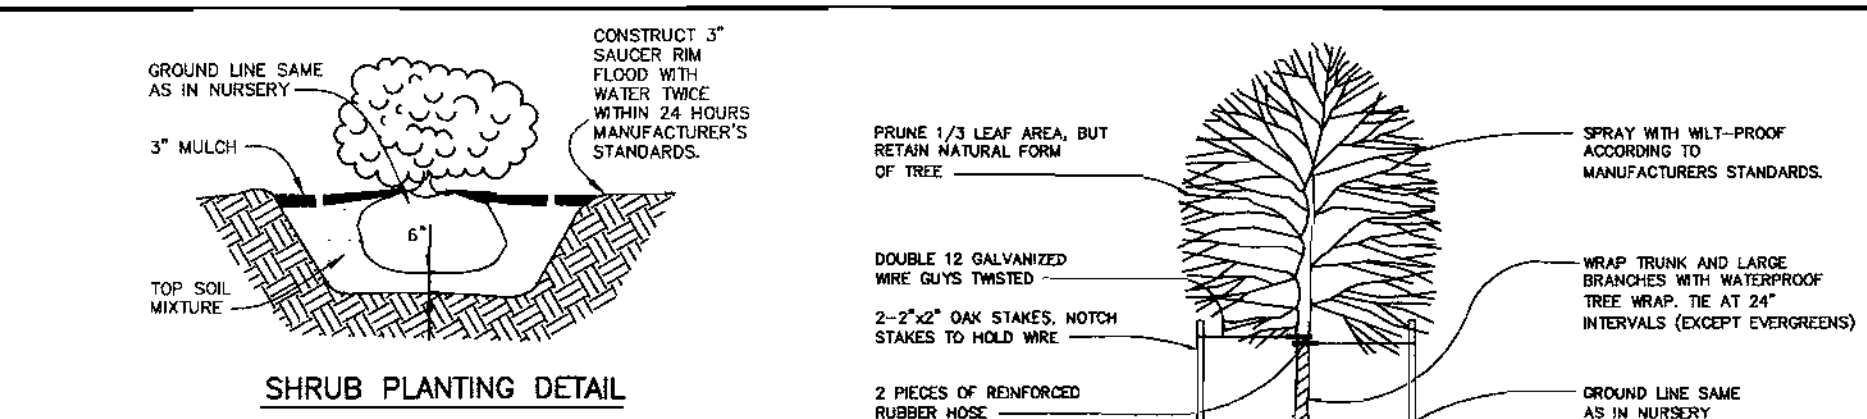 GROUND LINE SAME
AS IN NURSERY
3" MULCH
TOP SOIL
MIXTURE
6"
CONSTRUCT 3"
SAUCER RIM
FLOOD WITH
WATER TWICE
WITHIN 24 HOURS
MANUFACTURER'S
STANDARDS.
SHRUB PLANTING DETAIL
PRUNE 1/3 LEAF AREA, BUT
RETAIN NATURAL FORM
OF TREE
DOUBLE 12 GALVANIZED
WIRE GUYS TWISTED
2-2"x2" OAK STAKES, NOTCH
STAKES TO HOLD WIRE
2 PIECES OF REINFORCED
RUBBER HOSE
SPRAY WITH WILT-PROOF
ACCORDING TO
MANUFACTURERS STANDARDS.
WRAP TRUNK AND LARGE
BRANCHES WITH WATERPROOF
TREE WRAP. TIE AT 24"
INTERVALS (EXCEPT EVERGREENS)
GROUND LINE SAME
AS IN NURSERY